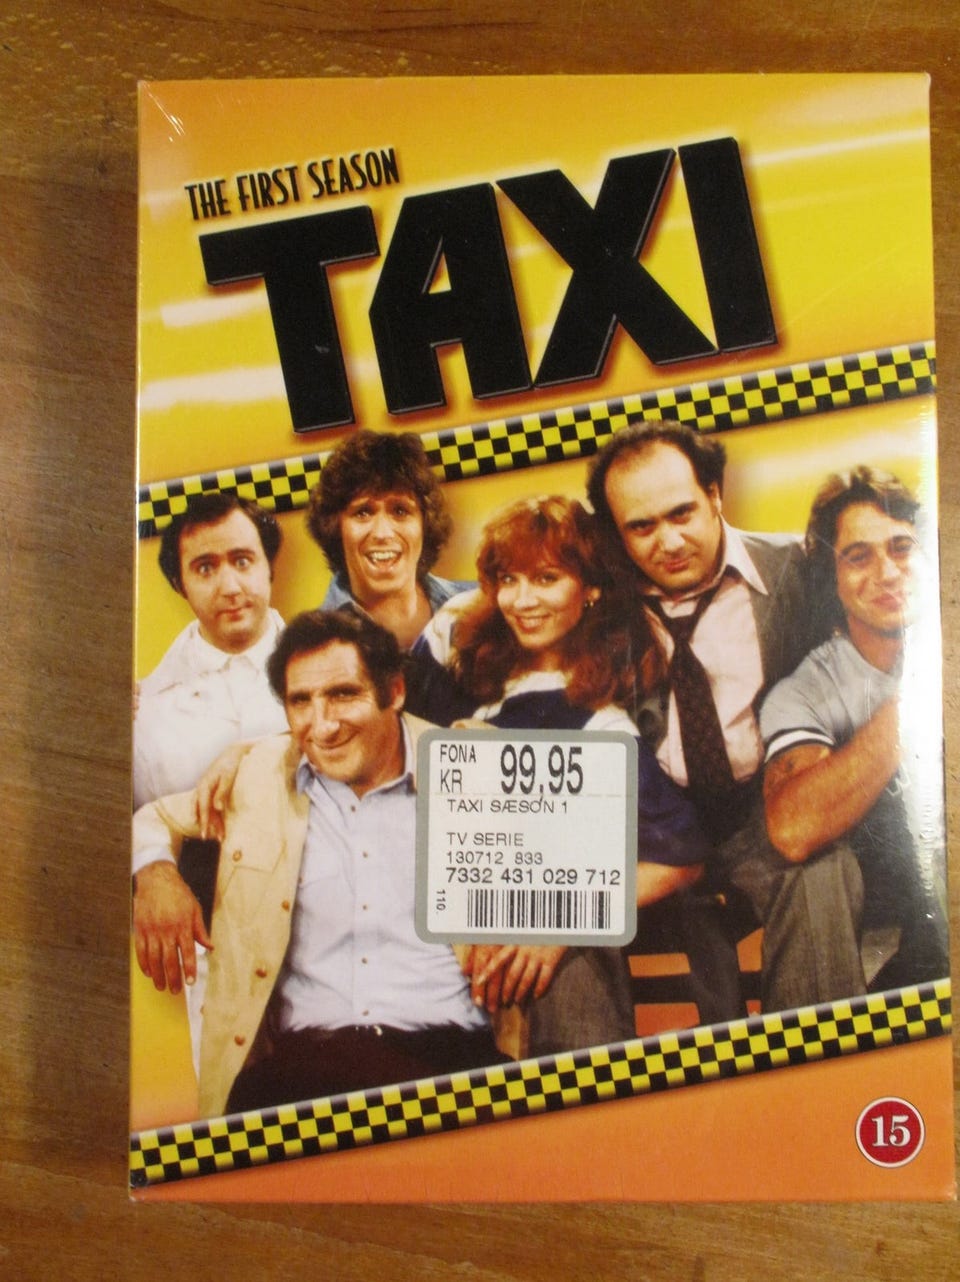 THE FIRST SEASON
TAXI
FONA
KR 99,95
TAXI SÆSON 1
TV SERIE
130712 833
7332 431 029 712
110.
15